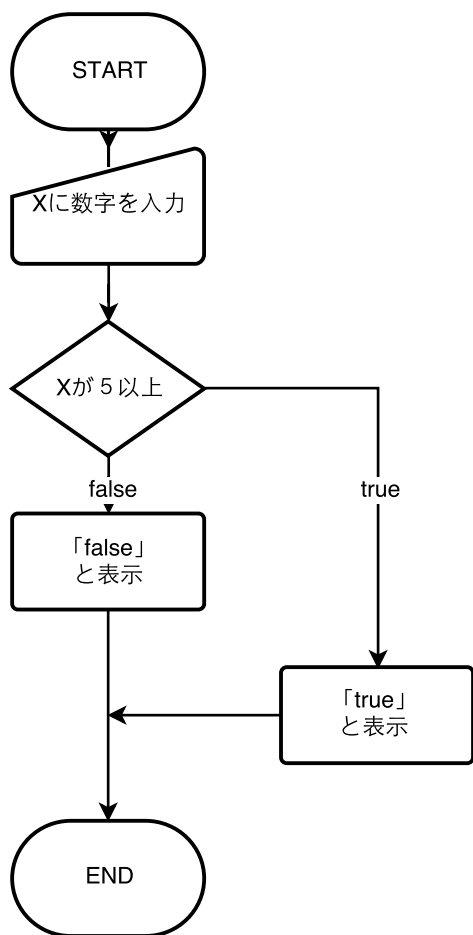 START
Xに数字を入力
Xが５以上
false
true
「false」
と表示
「true」
と表示
END